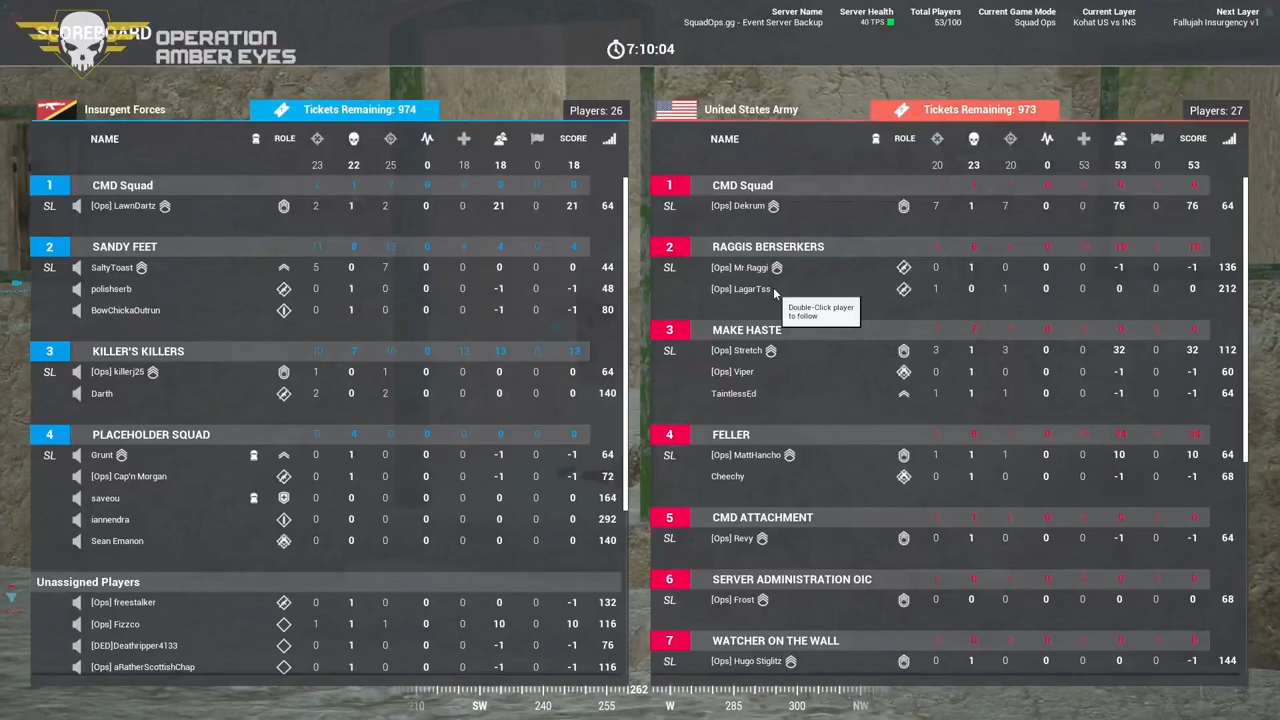 SCOREBOARD
OPERATION
AMBER EYES
7:10:04
Server Name Server Health Total Players Current Game Mode Current Layer Next Layer
SquadOps.gg - Event Server Backup 40 TPS 53/100 Squad Ops Kohat US vs INS Fallujah Insurgency v1
Insurgent Forces Tickets Remaining: 974 Players: 26
NAME ROLE SCORE
23 22 25 0 18 18 0 18
1 CMD Squad
SL [Ops] LawnDartz 2 1 2 0 0 21 0 21 64
2 SANDY FEET
SL SaltyToast 5 0 7 0 0 0 0 0 44
polishserb 0 0 0 0 0 -1 0 -1 48
BowChickaOutrun 0 0 0 0 0 -1 0 -1 80
3 KILLER'S KILLERS 10 7 10 0 13 13 0 13
SL [Ops] killerj25 1 0 1 0 0 0 0 0 64
Darth 2 0 2 0 0 0 0 0 140
4 PLACEHOLDER SQUAD 0 4 0 0 0 0 0 0
SL Grunt 0 1 0 0 0 -1 0 -1 64
[Ops] Cap'n Morgan 0 1 0 0 0 -1 0 -1 72
saveou 0 0 0 0 0 0 0 0 164
iannendra 0 0 0 0 0 0 0 0 292
Sean Emanon 0 1 0 0 0 0 0 0 140
Unassigned Players
[Ops] freestalker 0 1 0 0 0 0 0 -1 132
[Ops] Fizzco 1 1 1 0 0 10 0 10 116
[DED]Deathripper4133 0 1 0 0 0 -1 0 -1 76
[Ops] aRatherScottishChap 0 1 0 0 0 -1 0 -1 116
United States Army Tickets Remaining: 973 Players: 27
NAME ROLE SCORE
20 23 20 0 53 53 0 53
1 CMD Squad
SL [Ops] Dekrum 7 1 7 0 0 76 0 76 64
2 RAGGIS BERSERKERS
SL [Ops] Mr.Raggi 0 1 0 0 0 -1 0 -1 136
[Ops] LagarTss 1 0 1 0 0 0 0 0 212
Double-Click player
to follow
3 MAKE HASTE
SL [Ops] Stretch 3 1 3 0 0 32 0 32 112
[Ops] Viper 0 1 0 0 0 -1 0 -1 60
TaintlessEd 1 1 1 0 0 -1 0 -1 64
4 FELLER
SL [Ops] MattHancho 1 1 1 0 0 10 0 10 64
Cheechy 0 1 0 0 0 -1 0 -1 68
5 CMD ATTACHMENT
SL [Ops] Revy 0 1 0 0 0 -1 0 -1 64
6 SERVER ADMINISTRATION OIC
SL [Ops] Frost 0 0 0 0 0 0 0 0 68
7 WATCHER ON THE WALL
SL [Ops] Hugo Stiglitz 0 1 0 0 0 0 0 -1 144
262
210 SW 240 255 W 285 300 NW